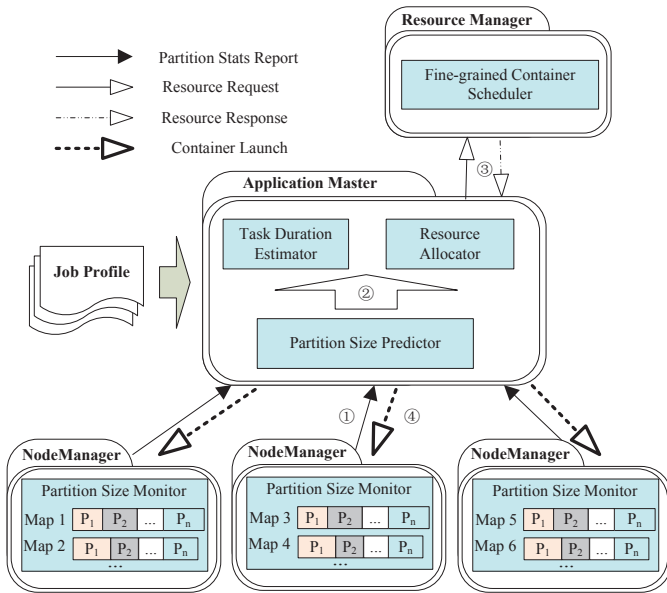 Resource Manager
Partition Stats Report
Resource Request
Resource Response
Container Launch
Fine-grained Container
Scheduler
③
Application Master
Task Duration
Estimator
Resource
Allocator
Job Profile
②
Partition Size Predictor
①
④
NodeManager
Partition Size Monitor
Map 1 P1 P2 ... Pn
Map 2 P1 P2 ... Pn
...
NodeManager
Partition Size Monitor
Map 3 P1 P2 ... Pn
Map 4 P1 P2 ... Pn
...
NodeManager
Partition Size Monitor
Map 5 P1 P2 ... Pn
Map 6 P1 P2 ... Pn
...